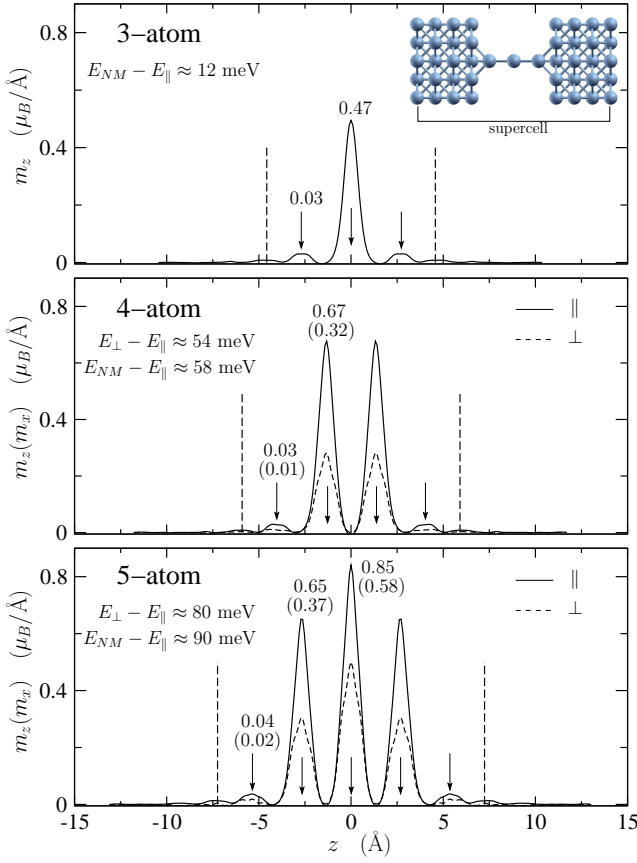 0.8
3−atom
E_NM − E_∥ ≈ 12 meV
supercell
0.47
0.03
0.4
0
m_z (μ_B/Å)
0.8
4−atom
E_⊥ − E_∥ ≈ 54 meV
E_NM − E_∥ ≈ 58 meV
0.67
(0.32)
∥
⊥
0.03
(0.01)
0.4
0
m_z(m_x) (μ_B/Å)
0.8
5−atom
E_⊥ − E_∥ ≈ 80 meV
E_NM − E_∥ ≈ 90 meV
0.65
(0.37)
0.85
(0.58)
∥
⊥
0.04
(0.02)
0.4
0
m_z(m_x) (μ_B/Å)
−15 −10 −5 0 5 10 15
z (Å)